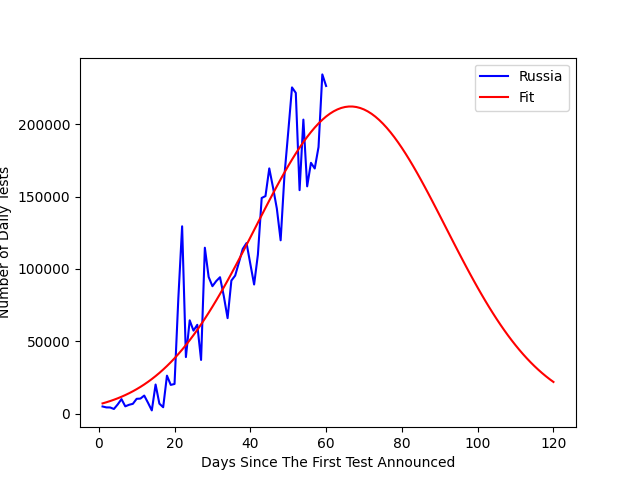 Russia
Fit
200000
150000
100000
50000
0
Number of Daily Tests
0 20 40 60 80 100 120
Days Since The First Test Announced